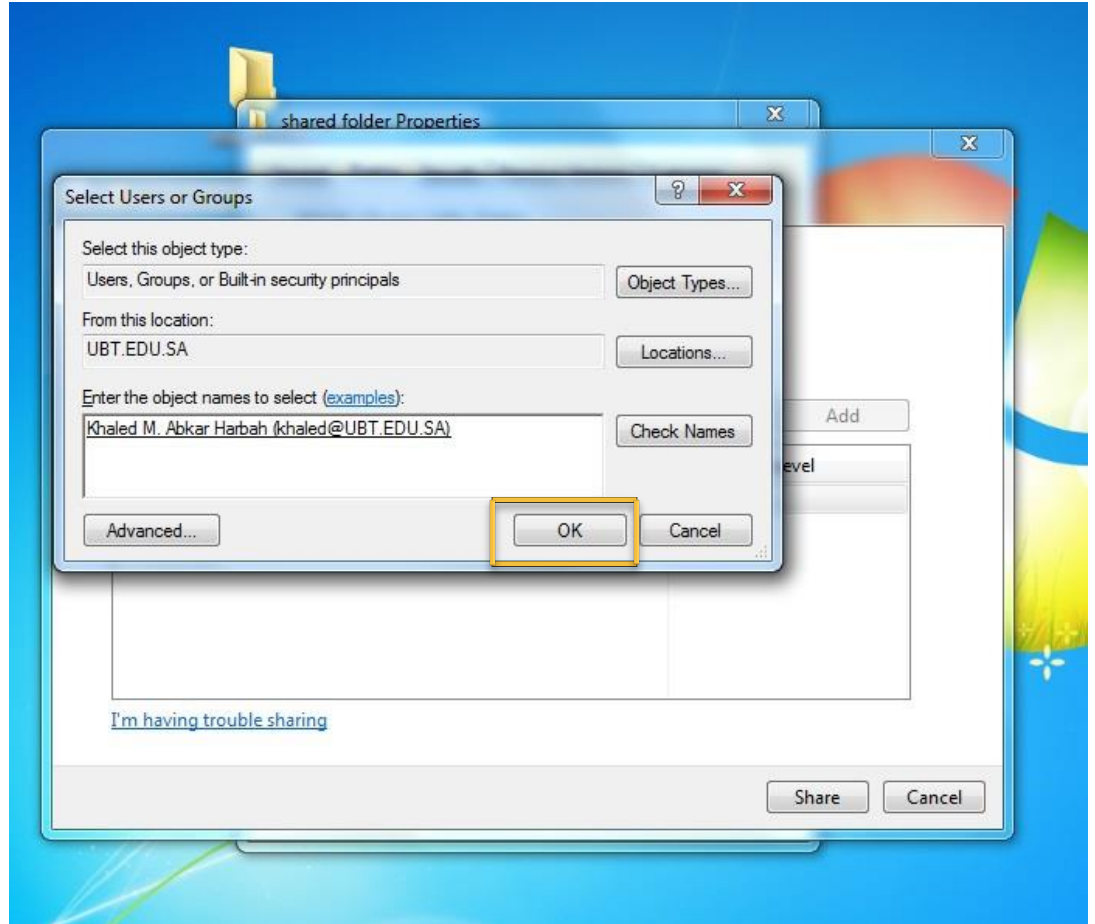 shared folder Properties
Select Users or Groups
Select this object type:
Users, Groups, or Built-in security principals
Object Types...
From this location:
UBT.EDU.SA
Locations...
Enter the object names to select (examples):
Khaled M. Abkar Harbah (khaled@UBT.EDU.SA)
Check Names
Add
evel
Advanced...
OK
Cancel
I'm having trouble sharing
Share
Cancel